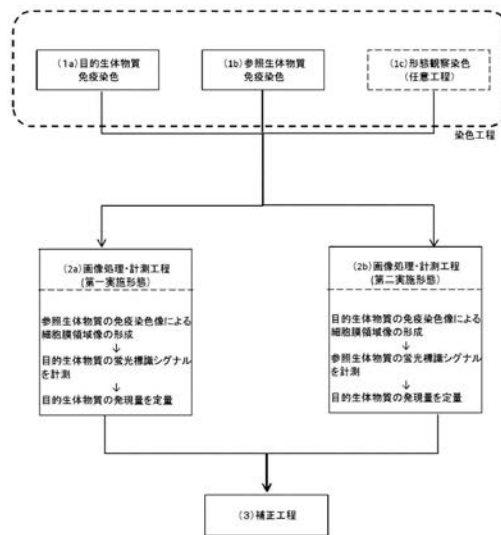 (1a)目的生体物質
免疫染色
(1b)参照生体物質
免疫染色
(1c)形態観察染色
(任意工程)
染色工程
(2a)画像処理・計測工程
(第一実施形態)
参照生体物質の免疫染色像による
細胞膜領域像の形成
↓
目的生体物質の蛍光標識シグナル
を計測
↓
目的生体物質の発現量を定量
(2b)画像処理・計測工程
(第二実施形態)
目的生体物質の免疫染色像による
細胞膜領域像の形成
↓
参照生体物質の蛍光標識シグナル
を計測
↓
目的生体物質の発現量を定量
(3)補正工程